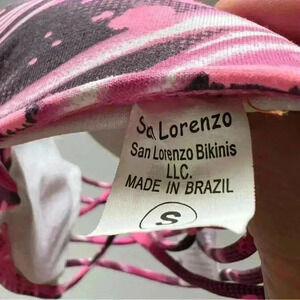 San Lorenzo
San Lorenzo Bikinis
LLC.
MADE IN BRAZIL
S